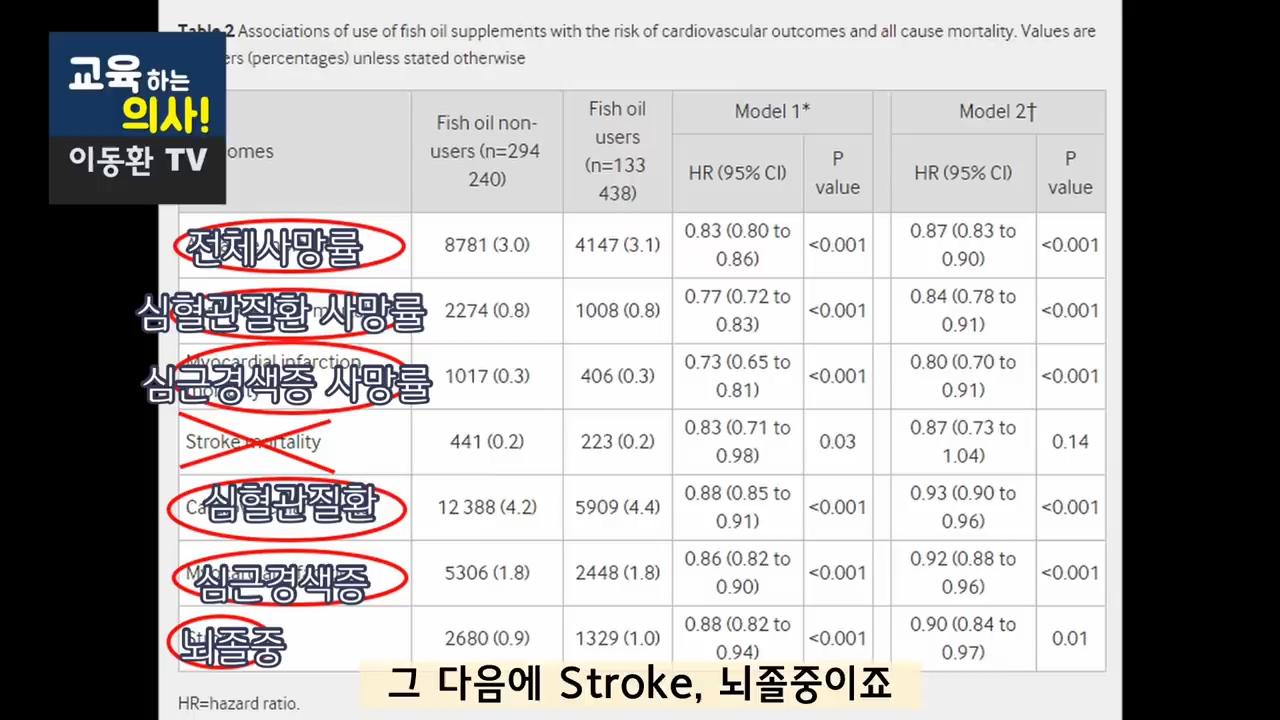 Table 2 Associations of use of fish oil supplements with the risk of cardiovascular outcomes and all cause mortality. Values are
(percentages) unless stated otherwise
교육하는
의사!
이동환 TV
Fish oil non-users (n=294 240)
Fish oil users (n=133 438)
Model 1*
Model 2†
HR (95% CI)
P value
HR (95% CI)
P value
전체사망률 8781 (3.0) 4147 (3.1) 0.83 (0.80 to 0.86) <0.001 0.87 (0.83 to 0.90) <0.001
심혈관질환 사망률 2274 (0.8) 1008 (0.8) 0.77 (0.72 to 0.83) <0.001 0.84 (0.78 to 0.91) <0.001
Myocardial infarction
심근경색증 사망률 1017 (0.3) 406 (0.3) 0.73 (0.65 to 0.81) <0.001 0.80 (0.70 to 0.91) <0.001
Stroke mortality 441 (0.2) 223 (0.2) 0.83 (0.71 to 0.98) 0.03 0.87 (0.73 to 1.04) 0.14
심혈관질환 12 388 (4.2) 5909 (4.4) 0.88 (0.85 to 0.91) <0.001 0.93 (0.90 to 0.96) <0.001
심근경색증 5306 (1.8) 2448 (1.8) 0.86 (0.82 to 0.90) <0.001 0.92 (0.88 to 0.96) <0.001
뇌졸중 2680 (0.9) 1329 (1.0) 0.88 (0.82 to 0.94) <0.001 0.90 (0.84 to 0.97) 0.01
그 다음에 Stroke, 뇌졸중이죠
HR=hazard ratio.